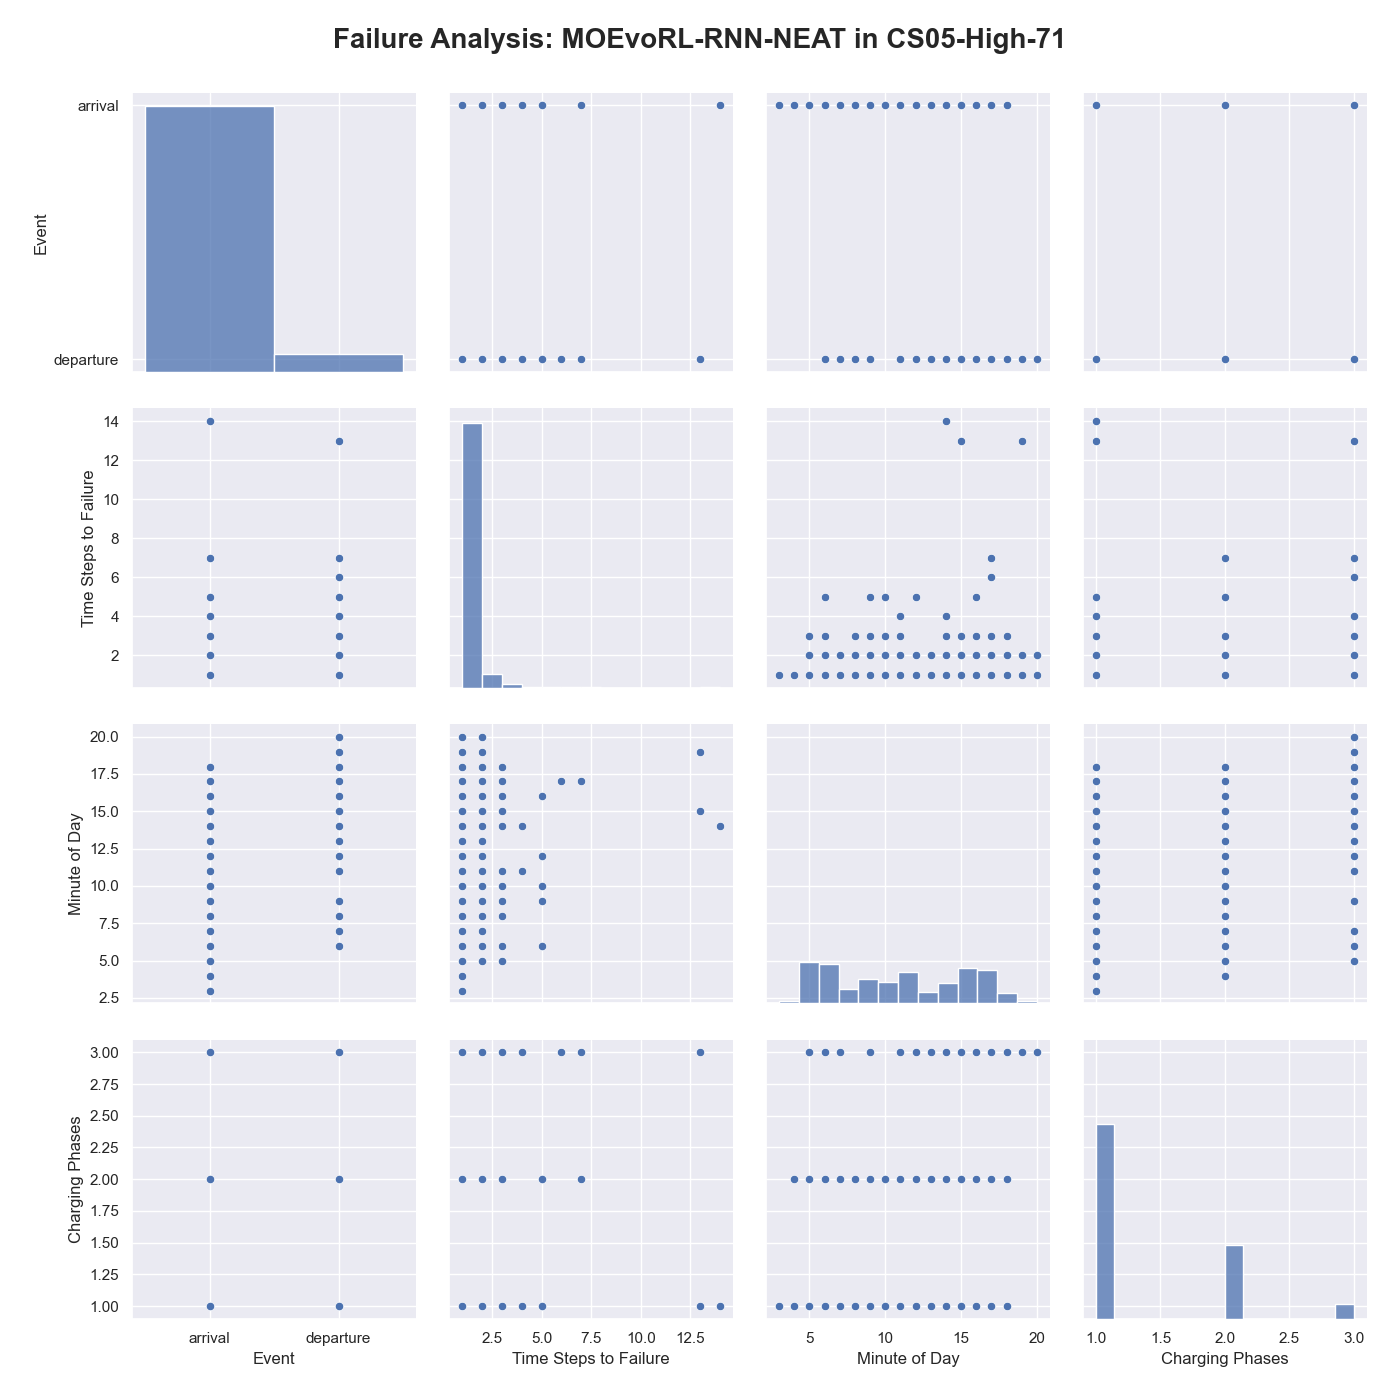 Failure Analysis: MOEvoRL-RNN-NEAT in CS05-High-71
arrival
departure
Event
14
12
10
8
6
4
2
Time Steps to Failure
20.0
17.5
15.0
12.5
10.0
7.5
5.0
2.5
Minute of Day
3.00
2.75
2.50
2.25
2.00
1.75
1.50
1.25
1.00
Charging Phases
arrival departure
Event
2.5 5.0 7.5 10.0 12.5
Time Steps to Failure
5 10 15 20
Minute of Day
1.0 1.5 2.0 2.5 3.0
Charging Phases